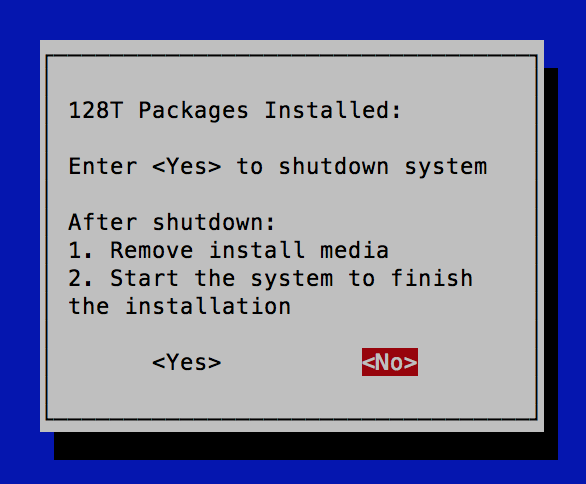 128T Packages Installed:
Enter <Yes> to shutdown system
After shutdown:
1. Remove install media
2. Start the system to finish
the installation
<Yes> <No>